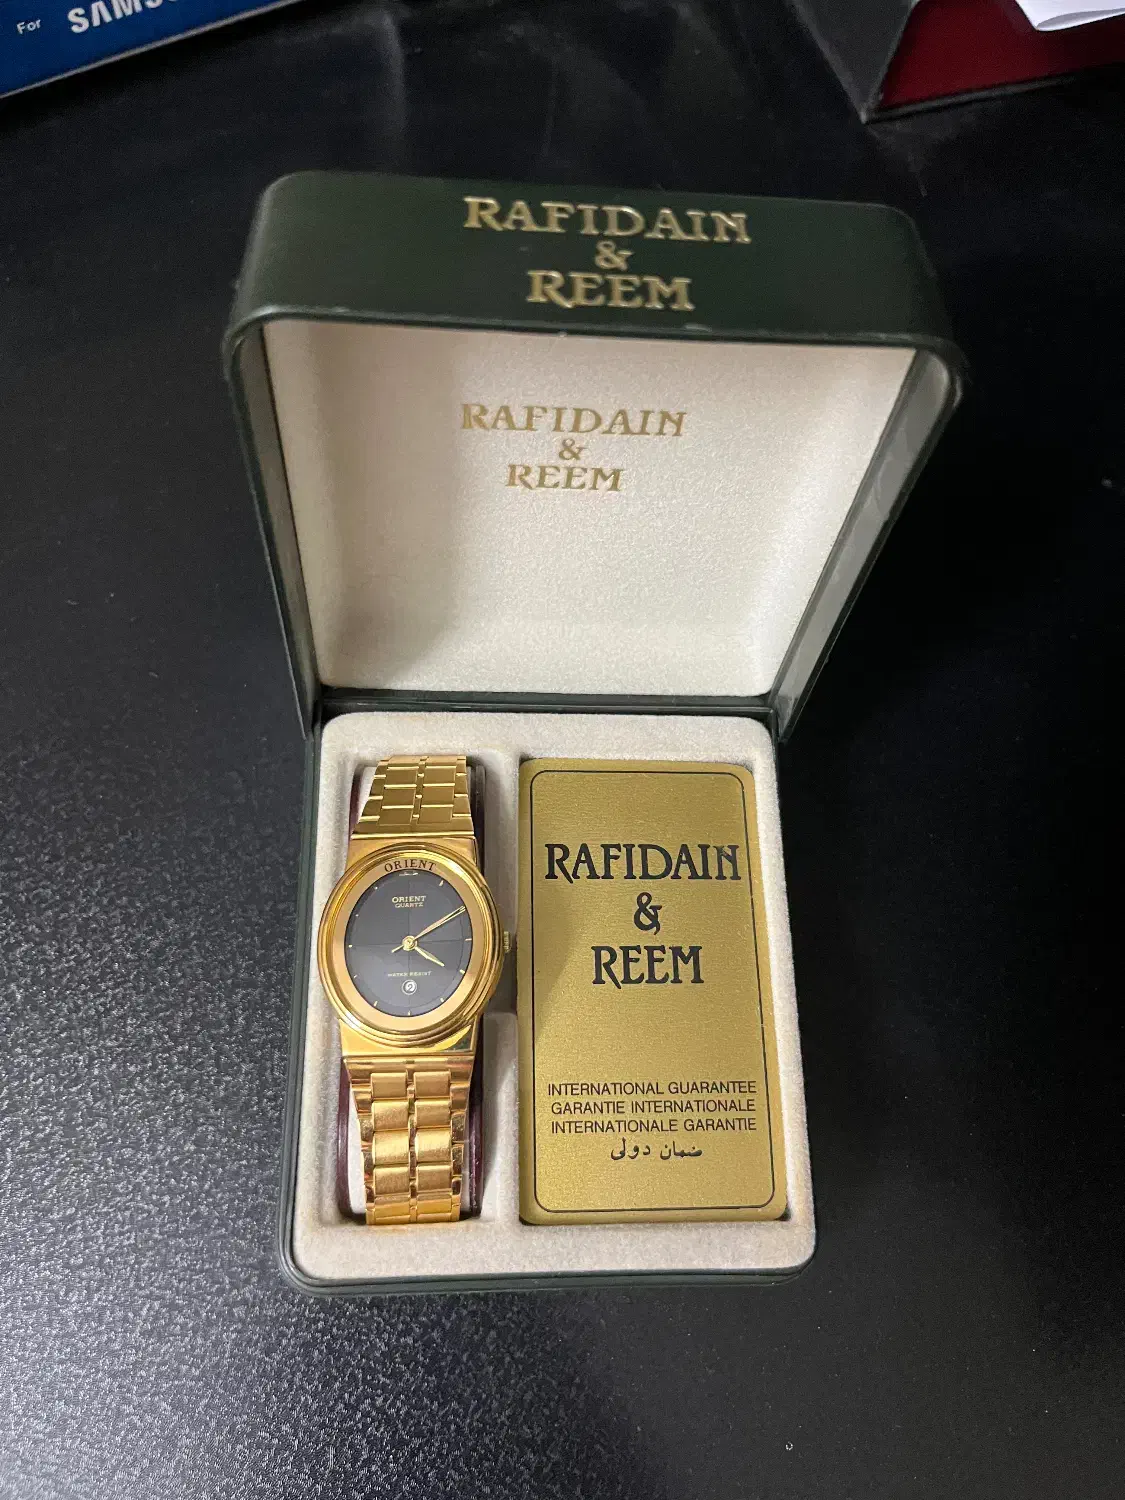 For SAMS
RAFIDAIN
&
REEM
RAFIDAIN
&
REEM
ORIENT
ORIENT
QUARTZ
WATER RESIST
2
RAFIDAIN
&
REEM
INTERNATIONAL GUARANTEE
GARANTIE INTERNATIONALE
INTERNATIONALE GARANTIE
ضمان دولى